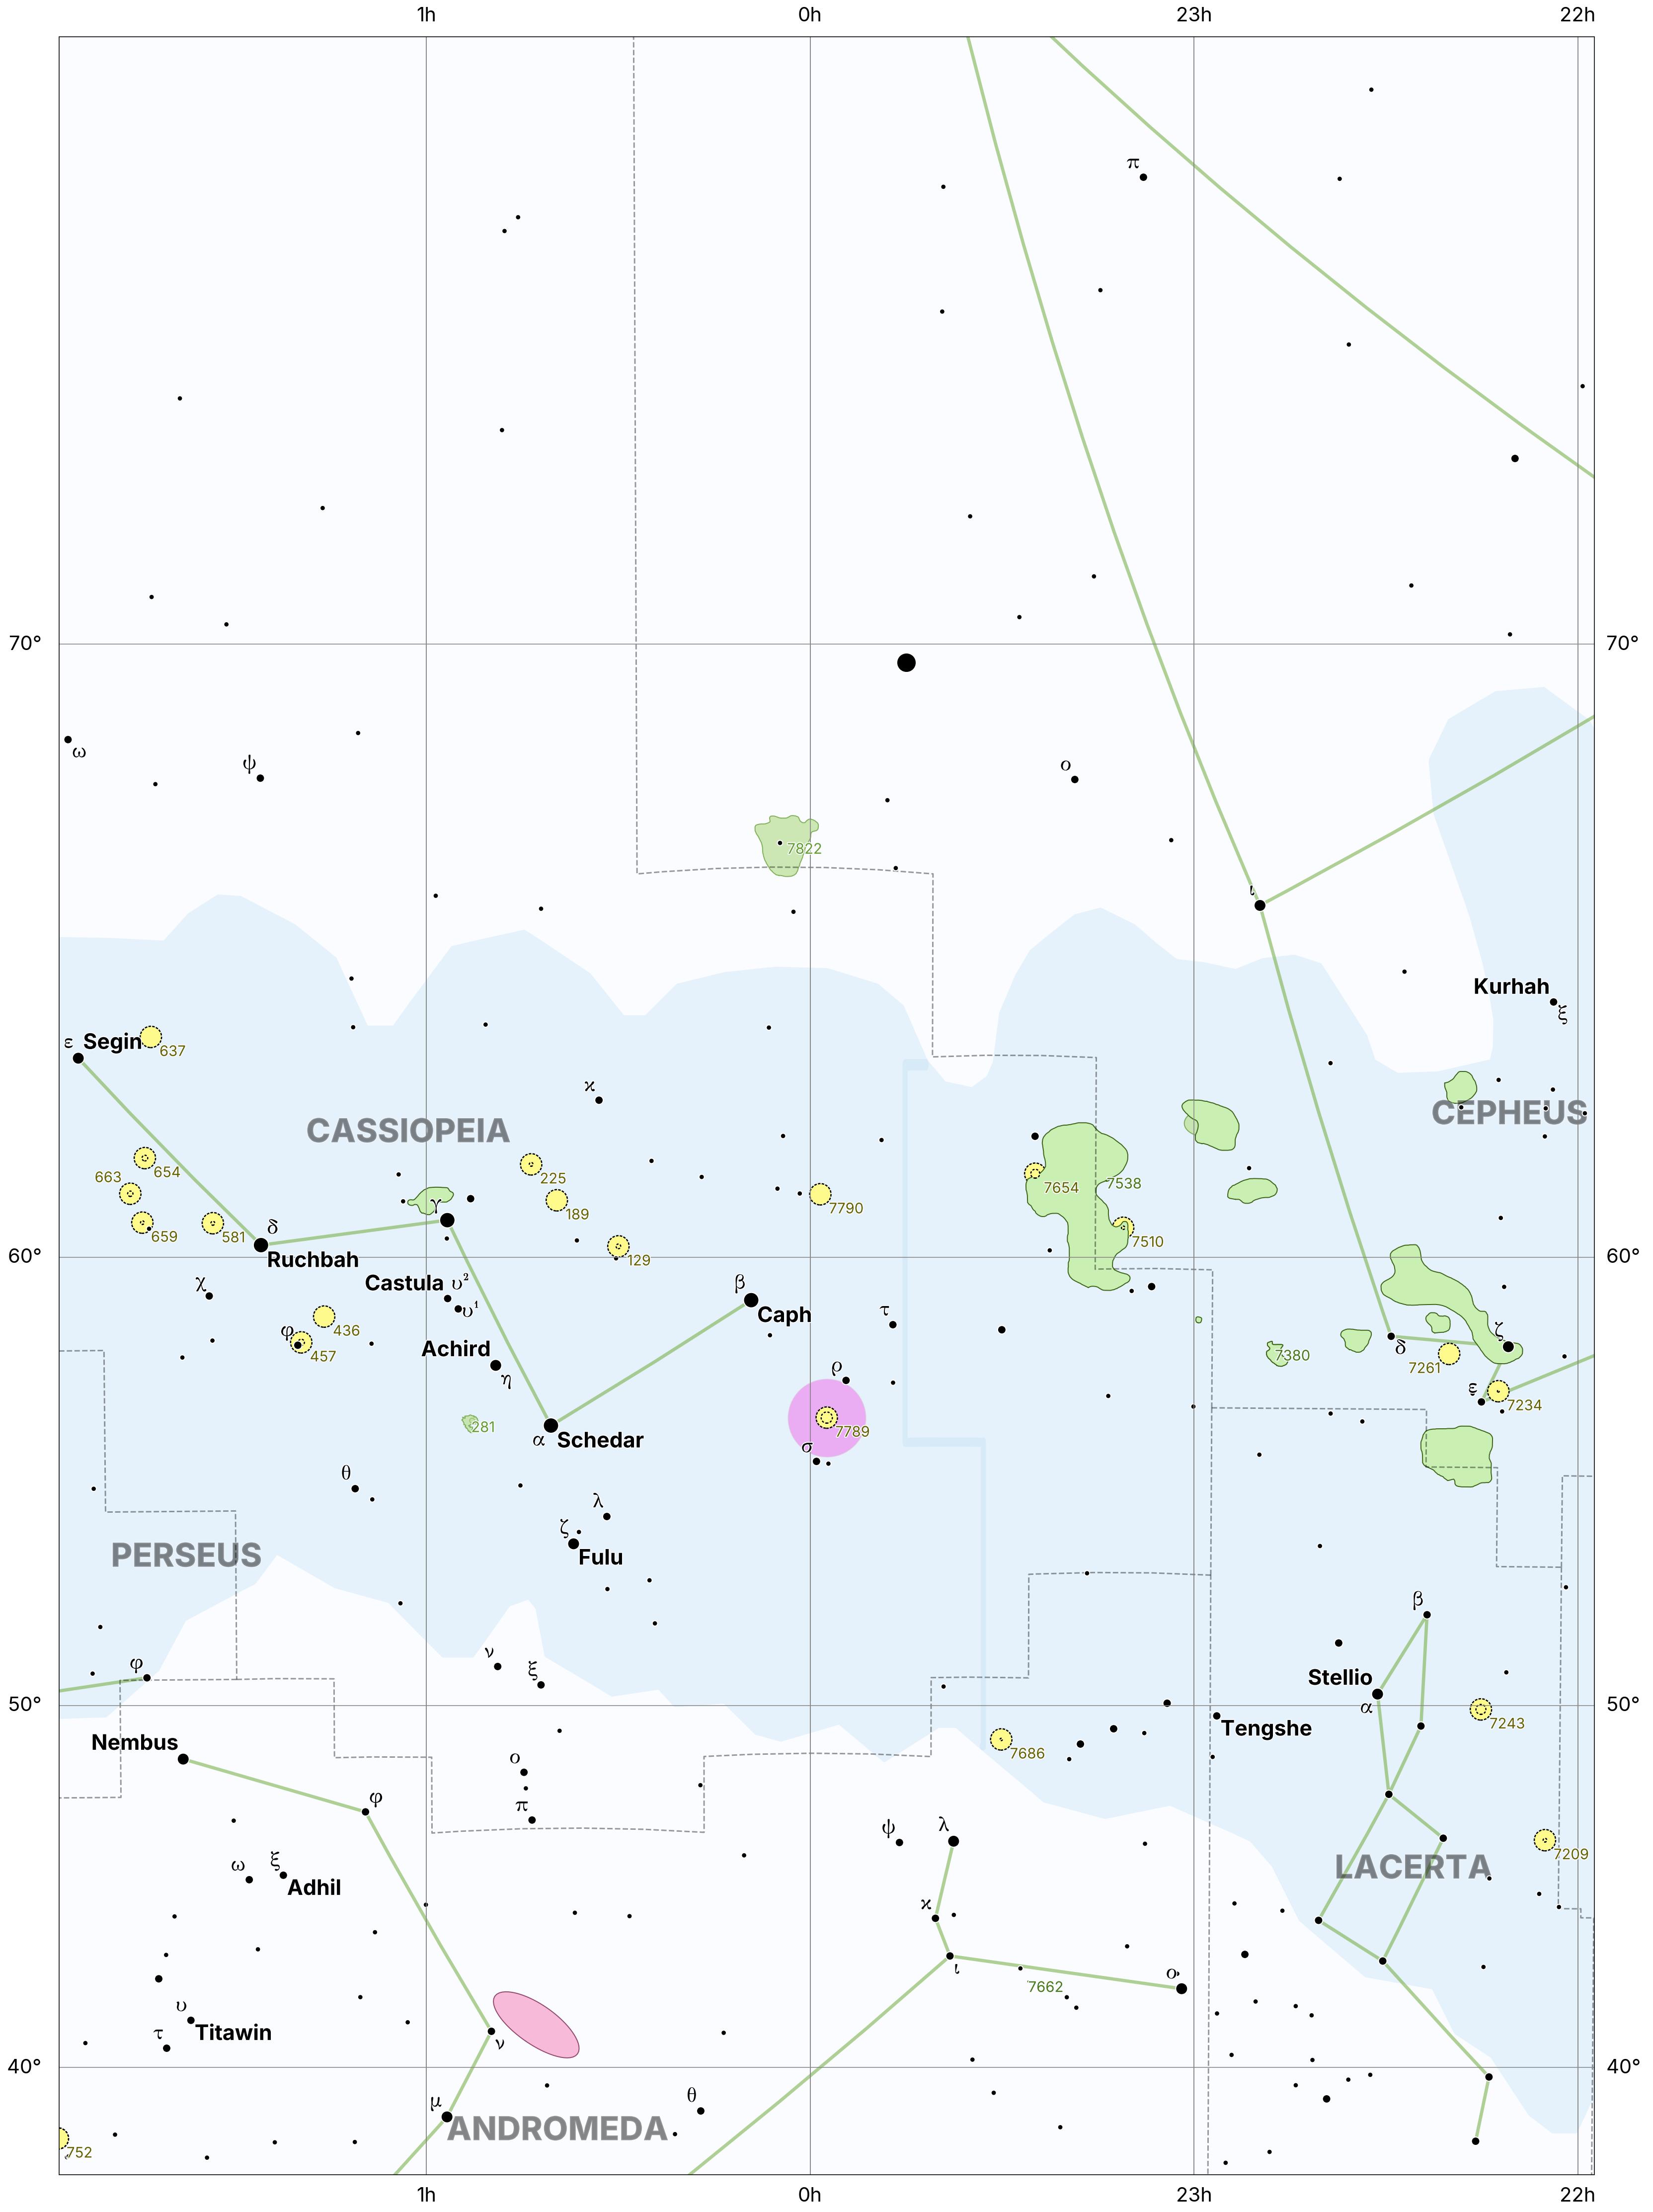 1h 0h 23h 22h
π
70° 70°
ω
ψ
ο
7822
ι
Kurhah
ξ
ε Segin
637
ϰ
CASSIOPEIA
CEPHEUS
654
663
225
7654
7538
189
7790
γ
659
581
δ
Ruchbah
7510
129
60° 60°
χ
Castula υ²
υ¹
β
Caph
τ
436
φ
457
ζ
δ
Achird
η
7380
7261
ρ
ε
7234
281
α Schedar
7789
σ
θ
λ
ζ
Fulu
PERSEUS
β
ν
ξ
φ
Stellio
α
50° 50°
Nembus
Tengshe
7243
7686
ο
π
φ
ψ
λ
ω
ξ
Adhil
LACERTA
7209
ϰ
ι
ο
7662
υ
Titawin
τ
ν
40° 40°
μ
θ
ANDROMEDA
752
1h 0h 23h 22h